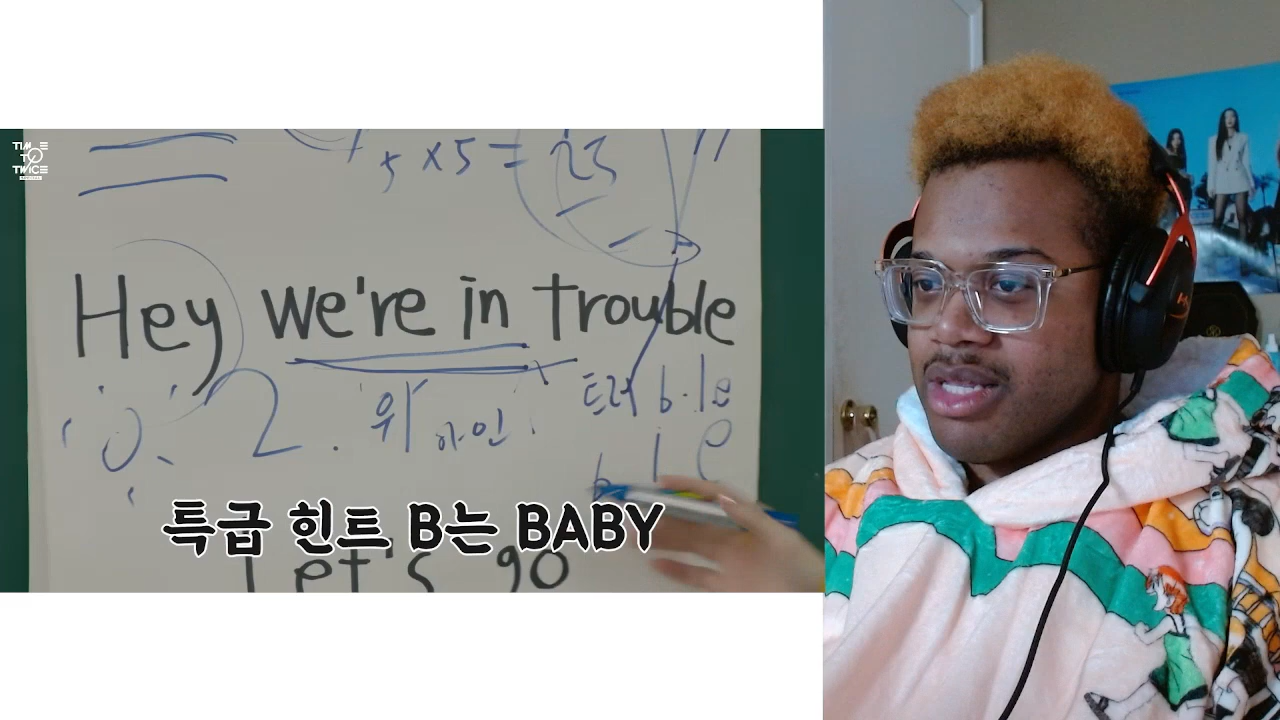 TIME
TO
TWICE
5 x 5 = 23
Hey we're in trouble
2. 위 아인 트러 b.le
b l e
특급 힌트 B는 BABY
Let's go